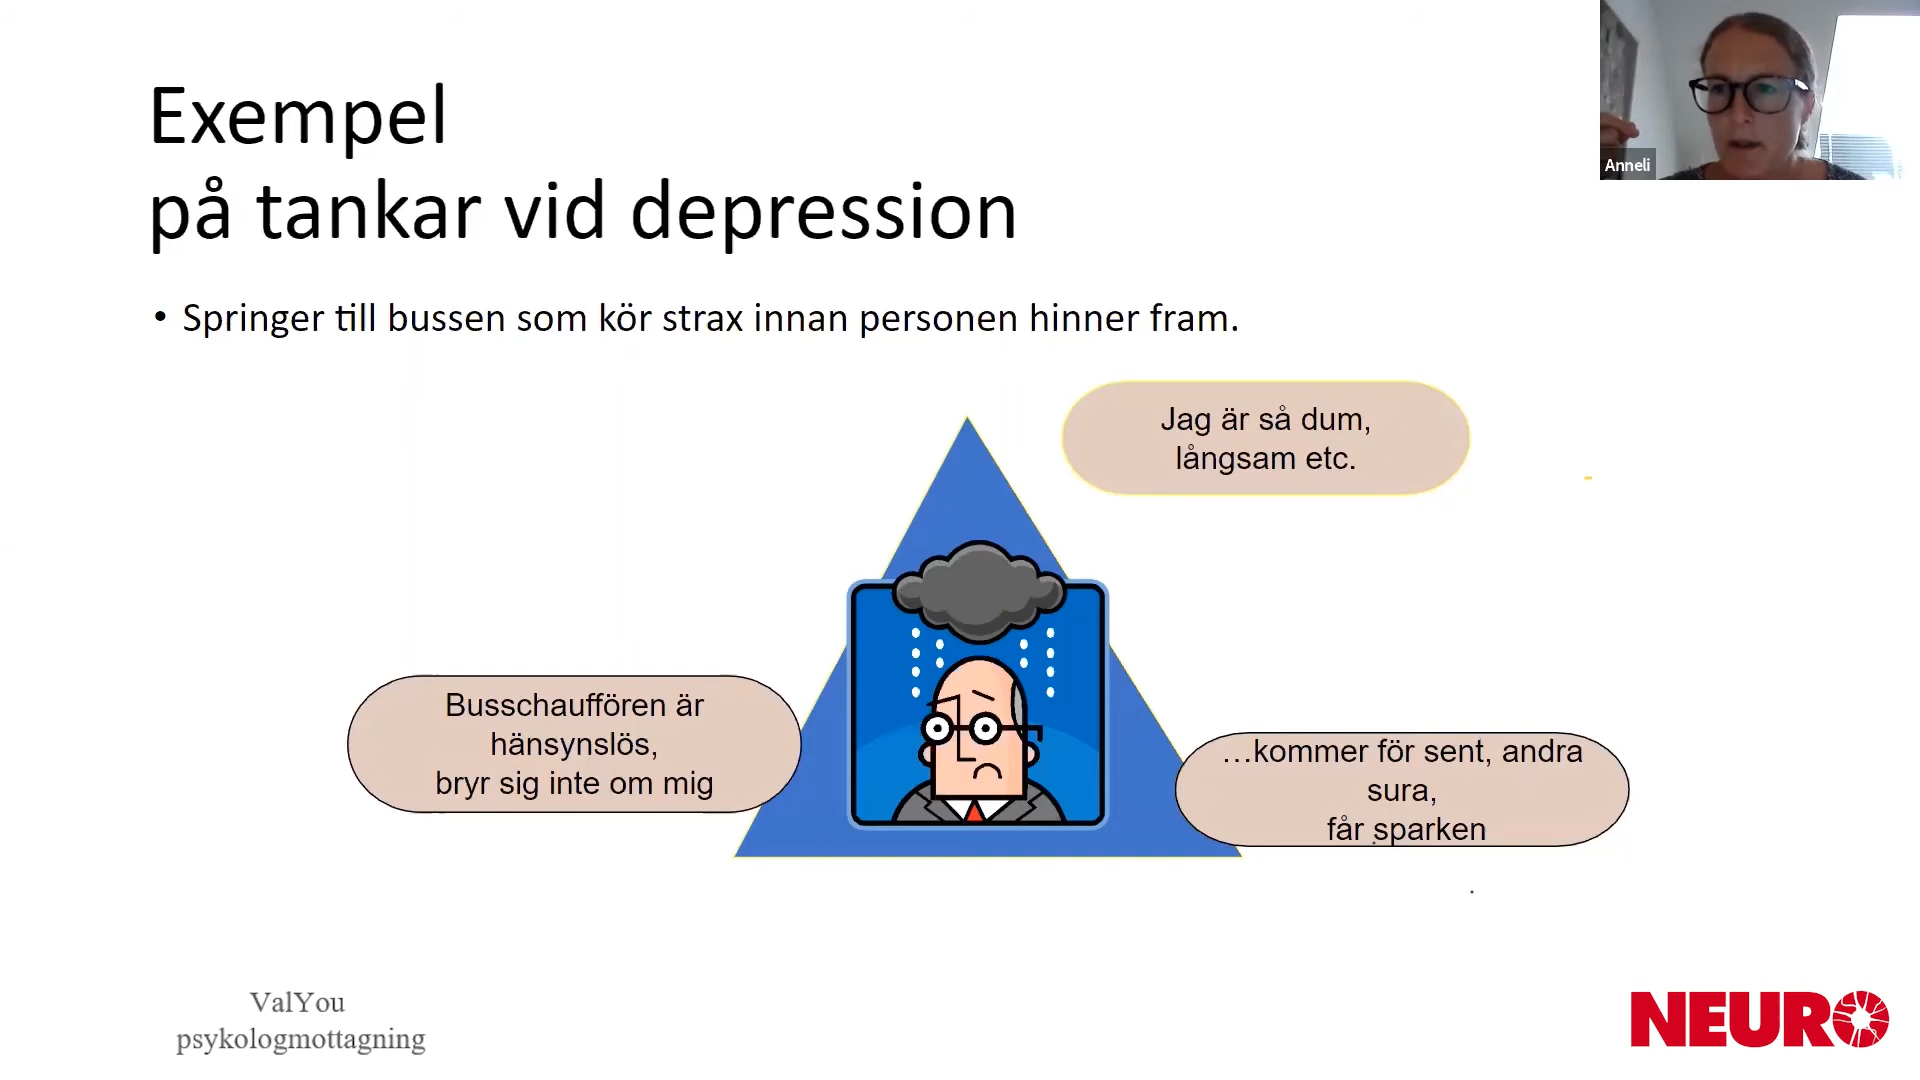 Anneli
Exempel
på tankar vid depression
• Springer till bussen som kör strax innan personen hinner fram.
Jag är så dum,
långsam etc.
Busschauffören är
hänsynslös,
bryr sig inte om mig
…kommer för sent, andra
sura,
får sparken
ValYou
psykologmottagning
NEURO